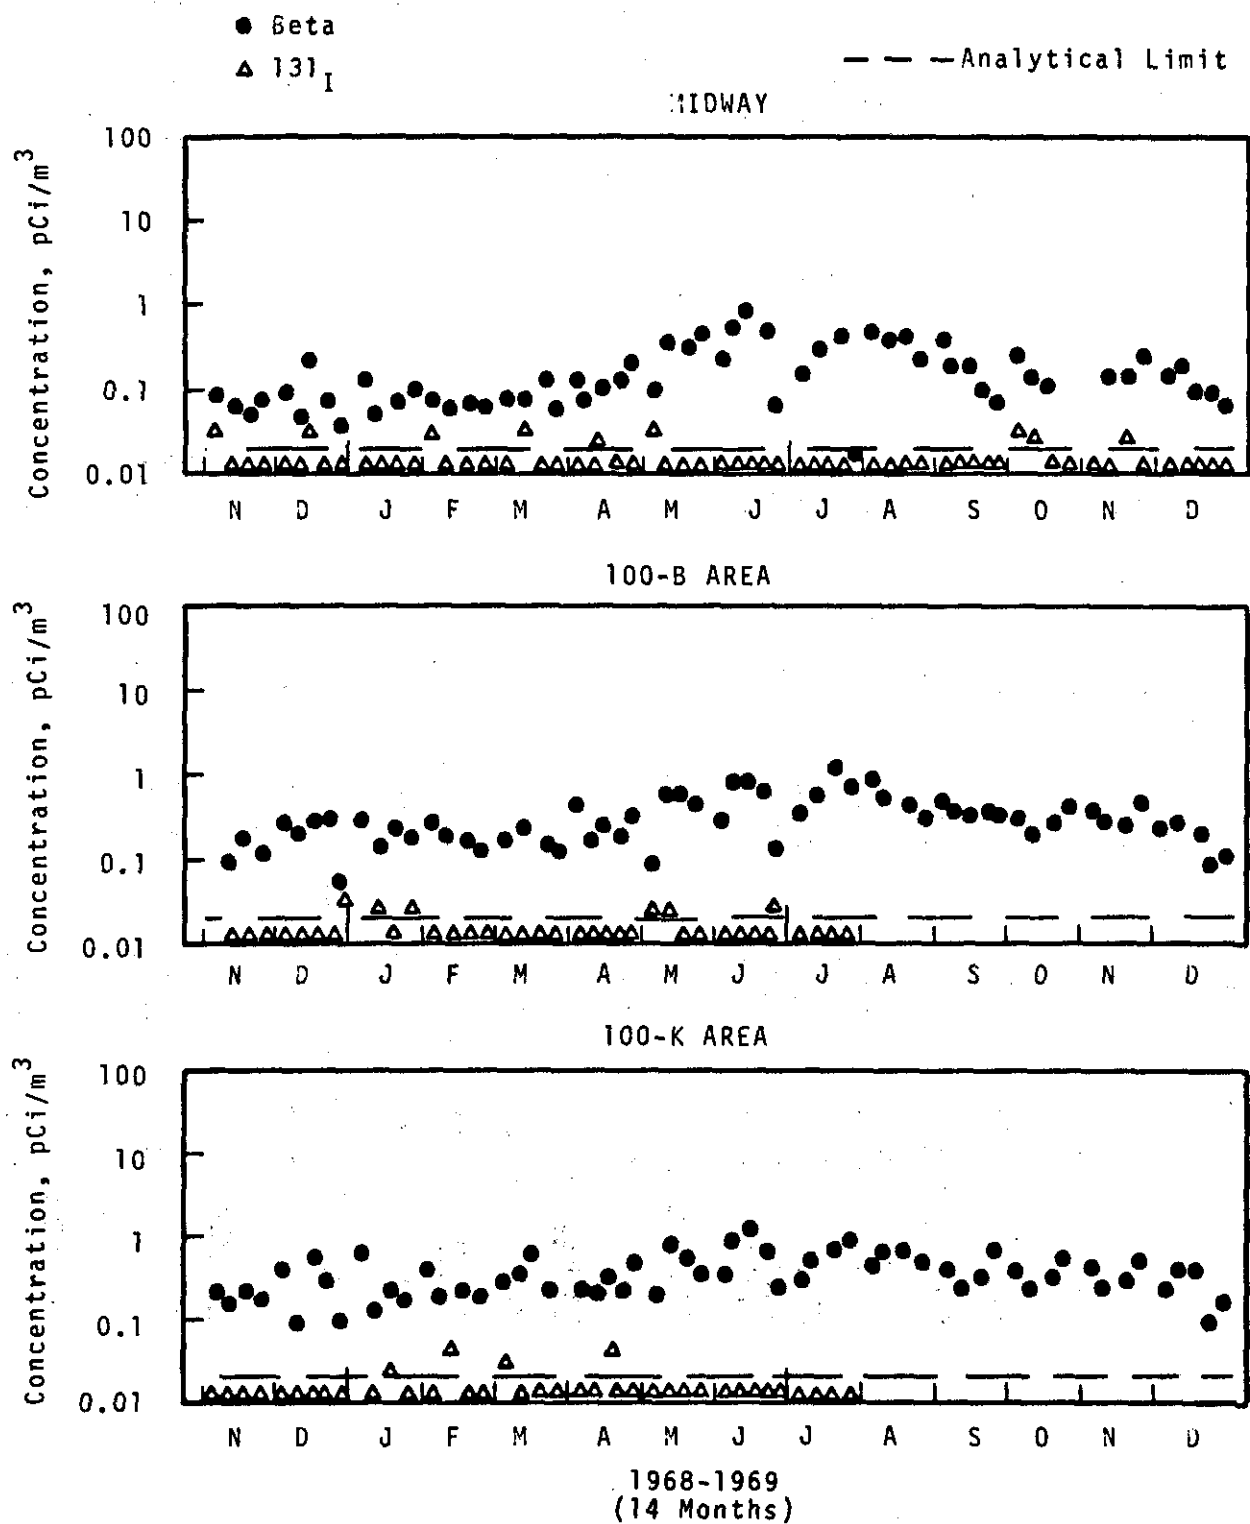 Beta
131I
Analytical Limit
MIDWAY
Concentration, pCi/m3
100
10
1
0.1
0.01
N D J F M A M J J A S O N D
100-B AREA
Concentration, pCi/m3
100
10
1
0.1
0.01
N D J F M A M J J A S O N D
100-K AREA
Concentration, pCi/m3
100
10
1
0.1
0.01
N D J F M A M J J A S O N D
1968-1969
(14 Months)